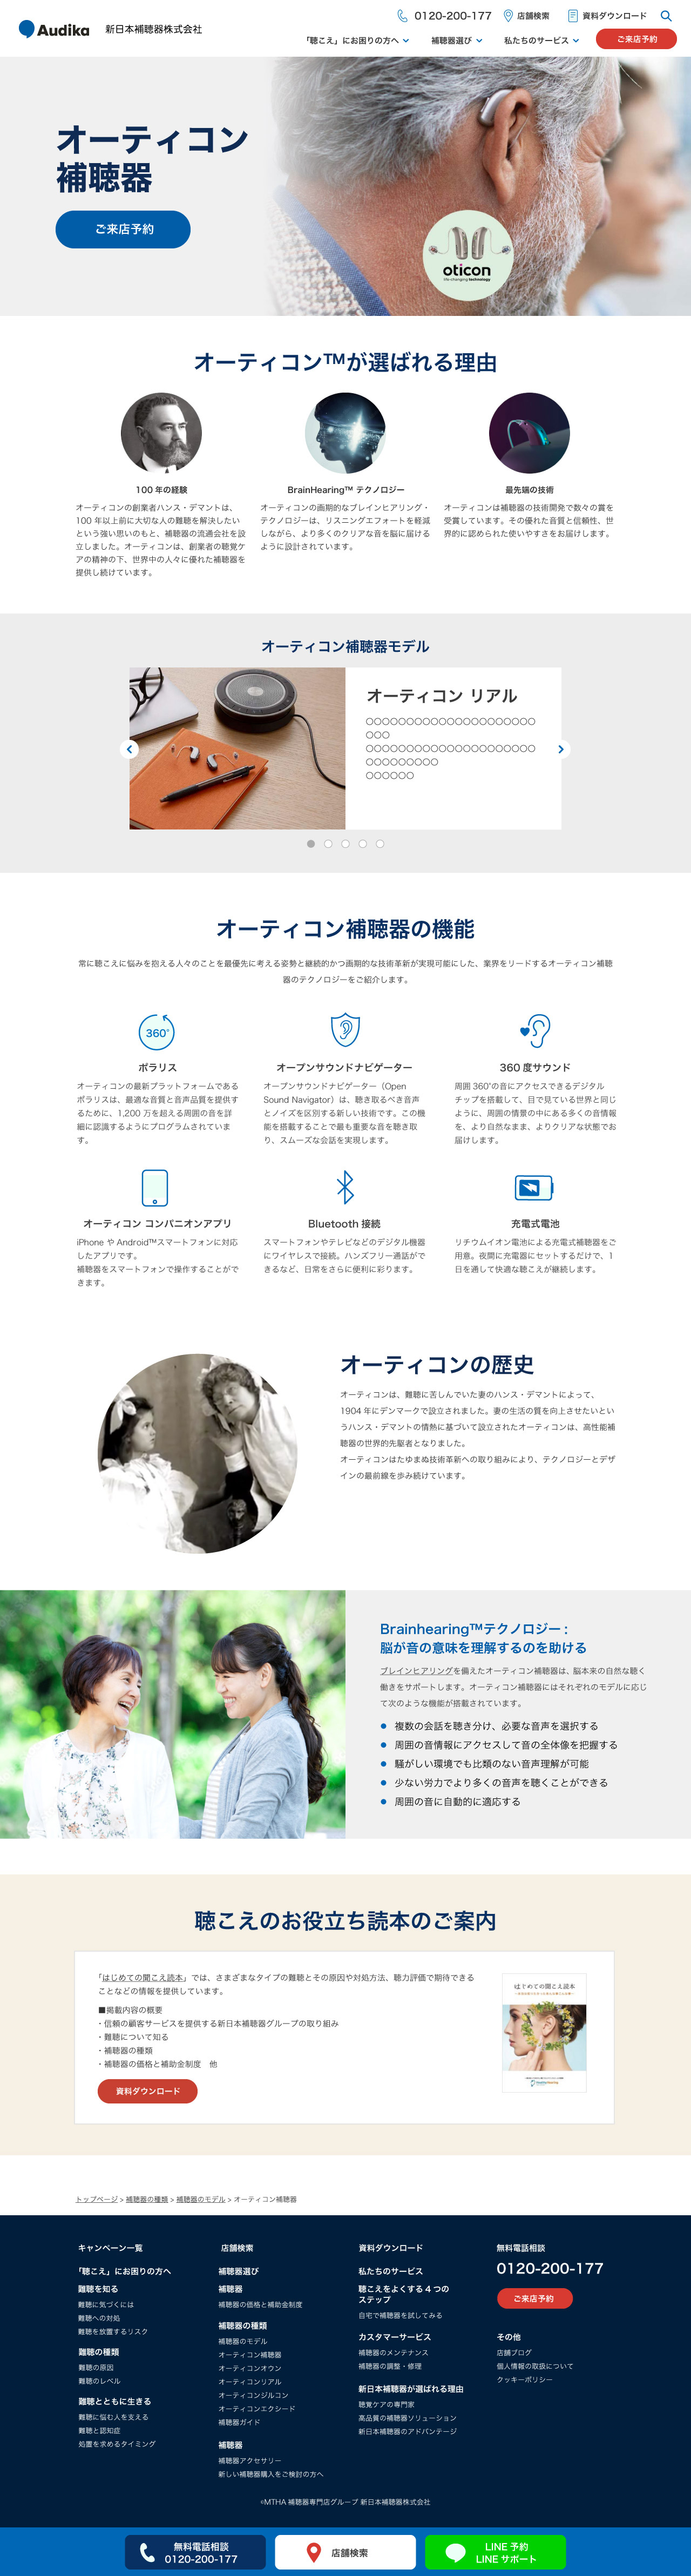 Audika 新日本補聴器株式会社
0120-200-177 店舗検索 資料ダウンロード
「聴こえ」にお困りの方へ 補聴器選び 私たちのサービス ご来店予約
オーティコン
補聴器
ご来店予約
oticon
life-changing technology
オーティコン™が選ばれる理由
100 年の経験
オーティコンの創業者ハンス・デマントは、
100 年以上前に大切な人の難聴を解決したい
という強い思いのもと、補聴器の流通会社を設
立しました。オーティコンは、創業者の聴覚ケ
アの精神の下、世界中の人々に優れた補聴器を
提供し続けています。
BrainHearing™ テクノロジー
オーティコンの画期的なブレインヒアリング・
テクノロジーは、リスニングエフォートを軽減
しながら、より多くのクリアな音を脳に届ける
ように設計されています。
最先端の技術
オーティコンは補聴器の技術開発で数々の賞を
受賞しています。その優れた音質と信頼性、世
界的に認められた使いやすさをお届けします。
オーティコン補聴器モデル
オーティコン リアル
〇〇〇〇〇〇〇〇〇〇〇〇〇〇〇〇〇〇〇〇〇
〇〇〇
〇〇〇〇〇〇〇〇〇〇〇〇〇〇〇〇〇〇〇〇〇
〇〇〇〇〇〇〇〇〇
〇〇〇〇〇〇
オーティコン補聴器の機能
常に聴こえに悩みを抱える人々のことを最優先に考える姿勢と継続的かつ画期的な技術革新が実現可能にした、業界をリードするオーティコン補聴
器のテクノロジーをご紹介します。
360°
ポラリス
オーティコンの最新プラットフォームである
ポラリスは、最適な音質と音声品質を提供す
るために、1,200 万を超える周囲の音を詳
細に認識するようにプログラムされていま
す。
オープンサウンドナビゲーター
オープンサウンドナビゲーター（Open
Sound Navigator）は、聴き取るべき音声
とノイズを区別する新しい技術です。この機
能を搭載することで最も重要な音を聴き取
り、スムーズな会話を実現します。
360 度サウンド
周囲 360°の音にアクセスできるデジタル
チップを搭載して、目で見ている世界と同じ
ように、周囲の情景の中にある多くの音情報
を、より自然なまま、よりクリアな状態でお
届けします。
オーティコン コンパニオンアプリ
iPhone や Android™スマートフォンに対応
したアプリです。
補聴器をスマートフォンで操作することがで
きます。
Bluetooth 接続
スマートフォンやテレビなどのデジタル機器
にワイヤレスで接続。ハンズフリー通話がで
きるなど、日常をさらに便利に彩ります。
充電式電池
リチウムイオン電池による充電式補聴器をご
用意。夜間に充電器にセットするだけで、1
日を通して快適な聴こえが継続します。
オーティコンの歴史
オーティコンは、難聴に苦しんでいた妻のハンス・デマントによって、
1904 年にデンマークで設立されました。妻の生活の質を向上させたいとい
うハンス・デマントの情熱に基づいて設立されたオーティコンは、高性能補
聴器の世界的先駆者となりました。
オーティコンはたゆまぬ技術革新への取り組みにより、テクノロジーとデザ
インの最前線を歩み続けています。
Brainhearing™テクノロジー :
脳が音の意味を理解するのを助ける
ブレインヒアリングを備えたオーティコン補聴器は、脳本来の自然な聴く
働きをサポートします。オーティコン補聴器にはそれぞれのモデルに応じ
て次のような機能が搭載されています。
● 複数の会話を聴き分け、必要な音声を選択する
● 周囲の音情報にアクセスして音の全体像を把握する
● 騒がしい環境でも比類のない音声理解が可能
● 少ない労力でより多くの音声を聴くことができる
● 周囲の音に自動的に適応する
聴こえのお役立ち読本のご案内
「はじめての聞こえ読本」では、さまざまなタイプの難聴とその原因や対処方法、聴力評価で期待できる
ことなどの情報を提供しています。
■掲載内容の概要
・信頼の顧客サービスを提供する新日本補聴器グループの取り組み
・難聴について知る
・補聴器の種類
・補聴器の価格と補助金制度　他
資料ダウンロード
はじめての聞こえ読本
トップページ > 補聴器の種類 > 補聴器のモデル > オーティコン補聴器
キャンペーン一覧
「聴こえ」にお困りの方へ
難聴を知る
難聴に気づくには
難聴への対処
難聴を放置するリスク
難聴の種類
難聴の原因
難聴のレベル
難聴とともに生きる
難聴に悩む人を支える
難聴と認知症
処置を求めるタイミング
店舗検索
補聴器選び
補聴器
補聴器の価格と補助金制度
補聴器の種類
補聴器のモデル
オーティコン補聴器
オーティコンオウン
オーティコンリアル
オーティコンジルコン
オーティコンエクシード
補聴器ガイド
補聴器
補聴器アクセサリー
新しい補聴器購入をご検討の方へ
資料ダウンロード
私たちのサービス
聴こえをよくする 4 つの
ステップ
自宅で補聴器を試してみる
カスタマーサービス
補聴器のメンテナンス
補聴器の調整・修理
新日本補聴器が選ばれる理由
聴覚ケアの専門家
高品質の補聴器ソリューション
新日本補聴器のアドバンテージ
無料電話相談
0120-200-177
ご来店予約
その他
店舗ブログ
個人情報の取扱について
クッキーポリシー
©MTHA 補聴器専門店グループ 新日本補聴器株式会社
無料電話相談
0120-200-177
店舗検索
LINE 予約
LINE サポート